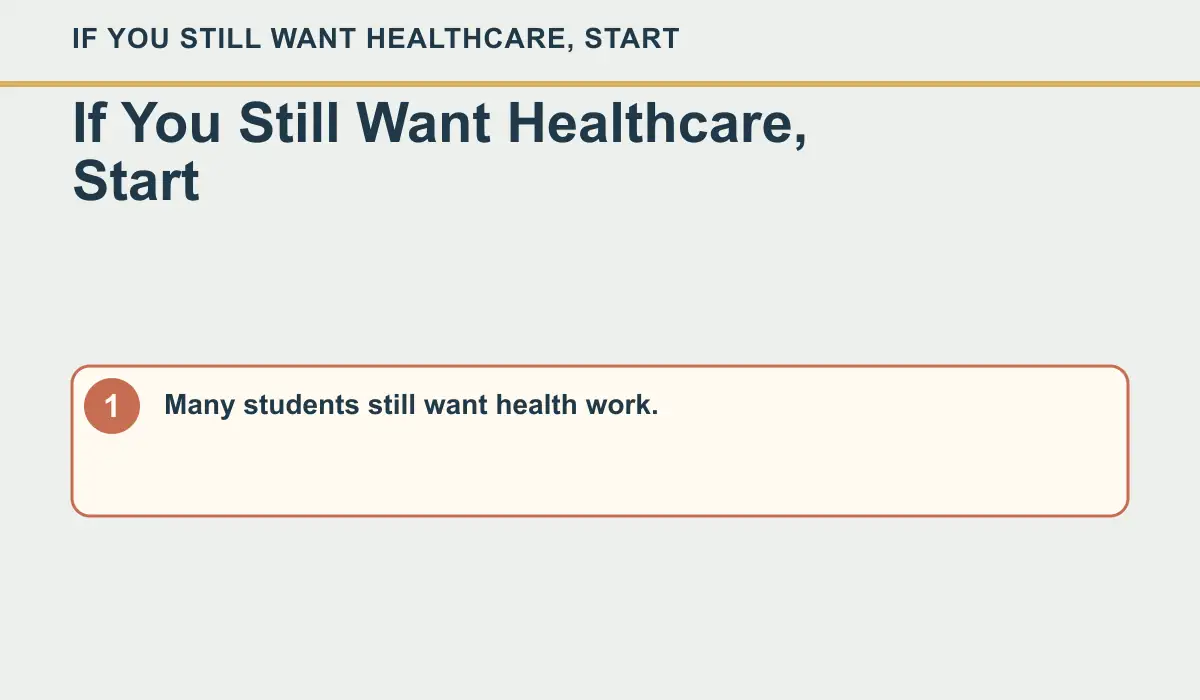 IF YOU STILL WANT HEALTHCARE, START
If You Still Want Healthcare,
Start
1
Many students still want health work.